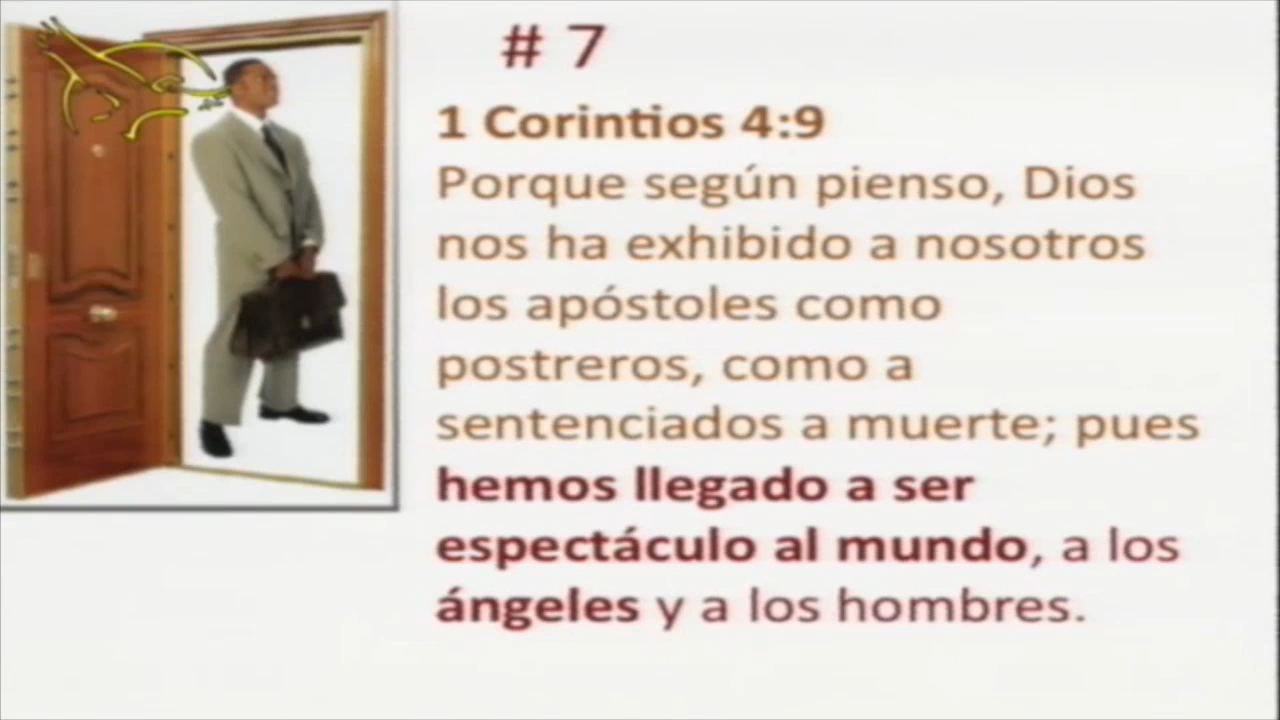 # 7
1 Corintios 4:9
Porque según pienso, Dios
nos ha exhibido a nosotros
los apóstoles como
postreros, como a
sentenciados a muerte; pues
hemos llegado a ser
espectáculo al mundo, a los
ángeles y a los hombres.